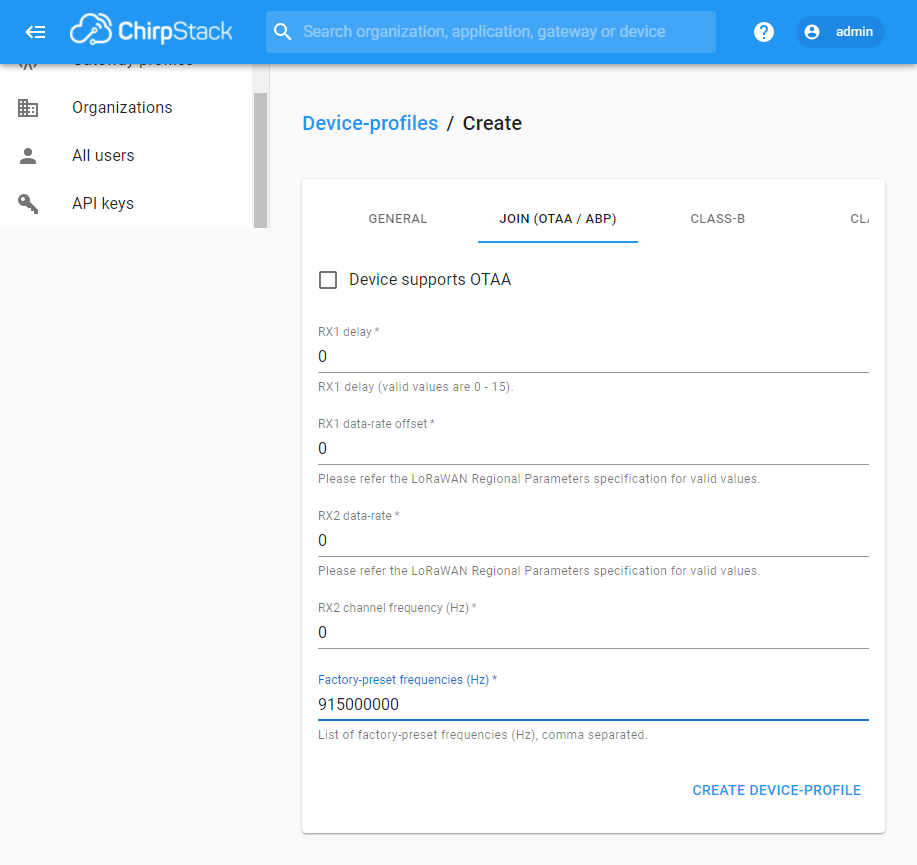 ChirpStack
Search organization, application, gateway or device
?
admin
Gateway profiles
Organizations
All users
API keys
Device-profiles / Create
GENERAL
JOIN (OTAA / ABP)
CLASS-B
Device supports OTAA
RX1 delay *
0
RX1 delay (valid values are 0 - 15).
RX1 data-rate offset *
0
Please refer the LoRaWAN Regional Parameters specification for valid values.
RX2 data-rate *
0
Please refer the LoRaWAN Regional Parameters specification for valid values.
RX2 channel frequency (Hz) *
0
Factory-preset frequencies (Hz) *
915000000
List of factory-preset frequencies (Hz), comma separated.
CREATE DEVICE-PROFILE